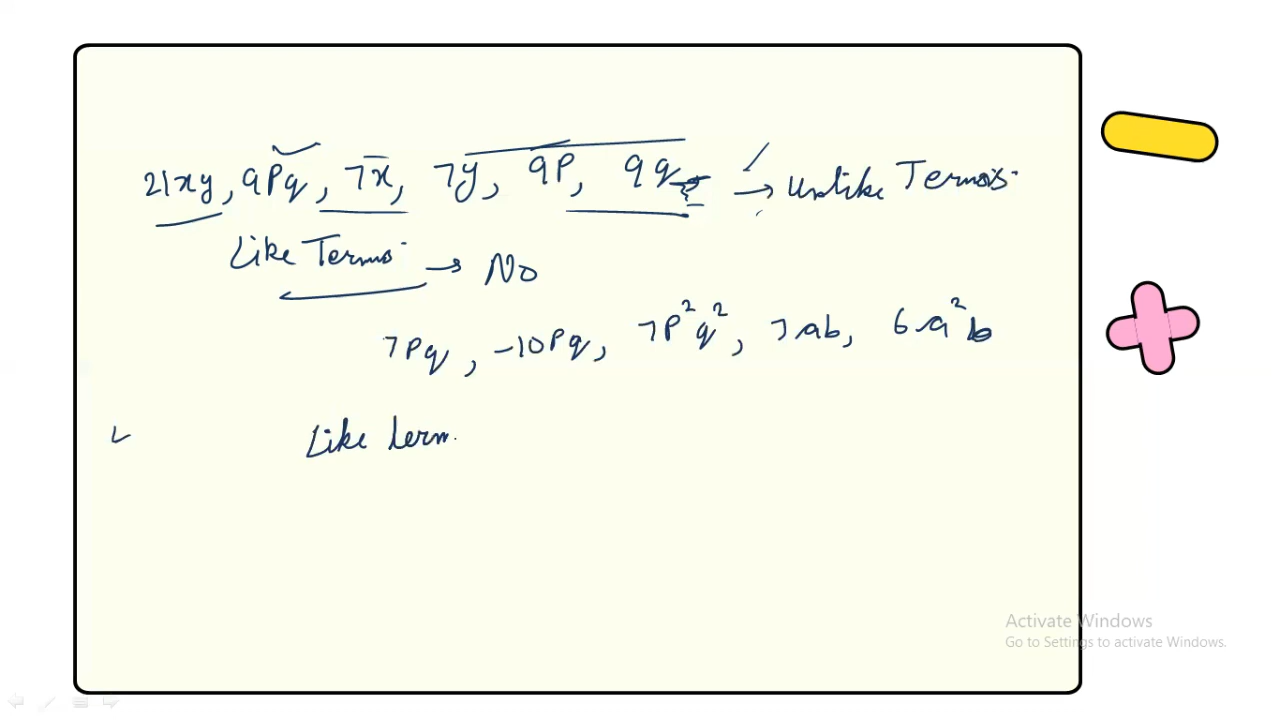 21xy, 9Pq, 7x, 7y, 9P, 9q → Unlike Terms.
Like Terms → No
7Pq, -10Pq, 7P²q², 7ab, 6a²b
Like term
Activate Windows
Go to Settings to activate Windows.